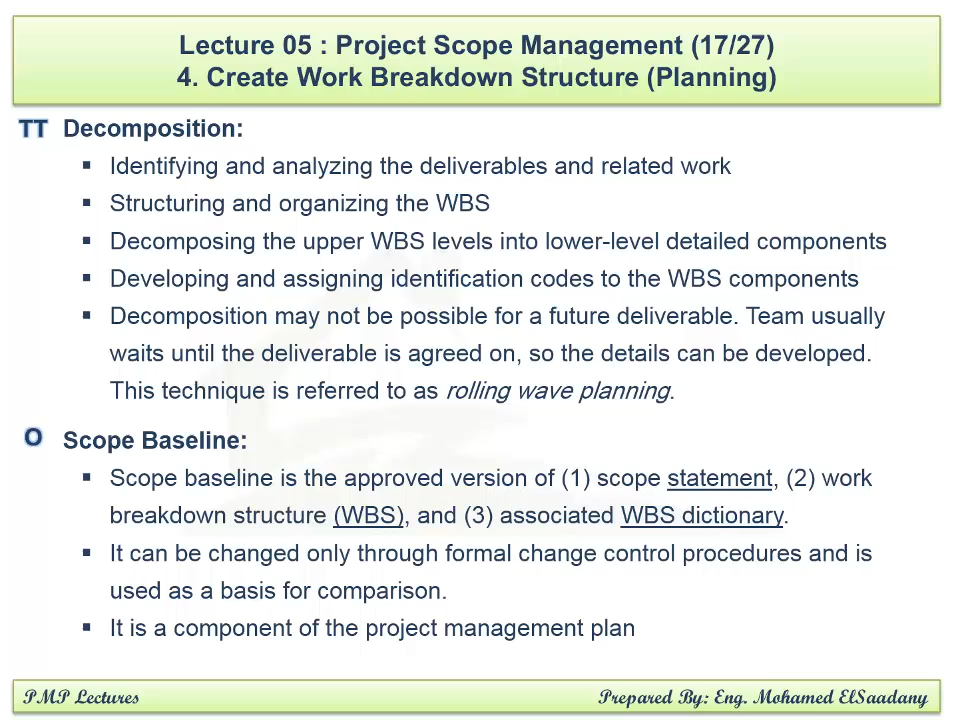 Lecture 05 : Project Scope Management (17/27)
4. Create Work Breakdown Structure (Planning)
TT Decomposition:
▪ Identifying and analyzing the deliverables and related work
▪ Structuring and organizing the WBS
▪ Decomposing the upper WBS levels into lower-level detailed components
▪ Developing and assigning identification codes to the WBS components
▪ Decomposition may not be possible for a future deliverable. Team usually
waits until the deliverable is agreed on, so the details can be developed.
This technique is referred to as rolling wave planning.
O Scope Baseline:
▪ Scope baseline is the approved version of (1) scope statement, (2) work
breakdown structure (WBS), and (3) associated WBS dictionary.
▪ It can be changed only through formal change control procedures and is
used as a basis for comparison.
▪ It is a component of the project management plan
PMP Lectures
Prepared By: Eng. Mohamed ElSaadany